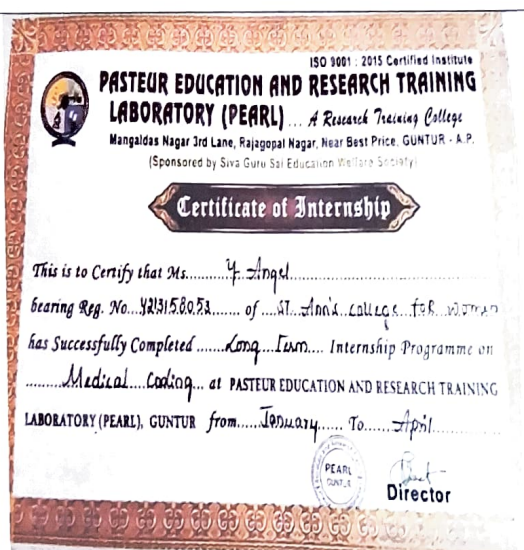 ISO 9001 : 2015 Certified Institute
PASTEUR EDUCATION AND RESEARCH TRAINING
LABORATORY (PEARL) ... A Research Training College
Mangaldas Nagar 3rd Lane, Rajagopal Nagar, Near Best Price, GUNTUR - A.P.
(Sponsored by Siva Guru Sai Education Welfare Society)
Certificate of Internship
This is to Certify that Ms. Y. Angel
bearing Reg. No. Y213158053 of ST. Ann's college for women
has Successfully Completed Long Term Internship Programme on
Medical Coding at PASTEUR EDUCATION AND RESEARCH TRAINING
LABORATORY (PEARL), GUNTUR from January To April
PEARL
GUNTUR
Director